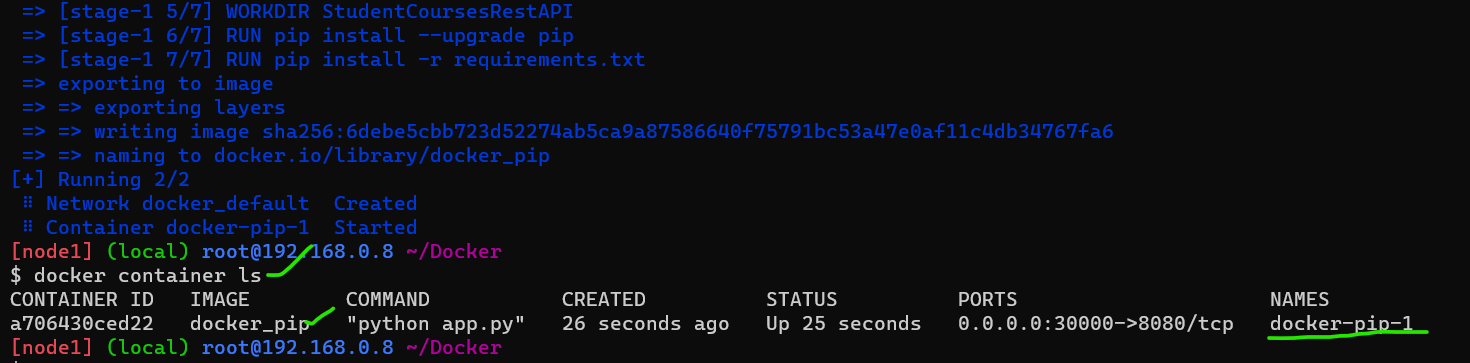 => [stage-1 5/7] WORKDIR StudentCoursesRestAPI
=> [stage-1 6/7] RUN pip install --upgrade pip
=> [stage-1 7/7] RUN pip install -r requirements.txt
=> exporting to image
=> => exporting layers
=> => writing image sha256:6debe5cbb723d52274ab5ca9a87586640f75791bc53a47e0af11c4db34767fa6
=> => naming to docker.io/library/docker_pip
[+] Running 2/2
⠿ Network docker_default  Created
⠿ Container docker-pip-1  Started
[node1] (local) root@192.168.0.8 ~/Docker
$ docker container ls
CONTAINER ID   IMAGE        COMMAND           CREATED          STATUS          PORTS                     NAMES
a706430ced22   docker_pip   "python app.py"   26 seconds ago   Up 25 seconds   0.0.0.0:30000->8080/tcp   docker-pip-1
[node1] (local) root@192.168.0.8 ~/Docker